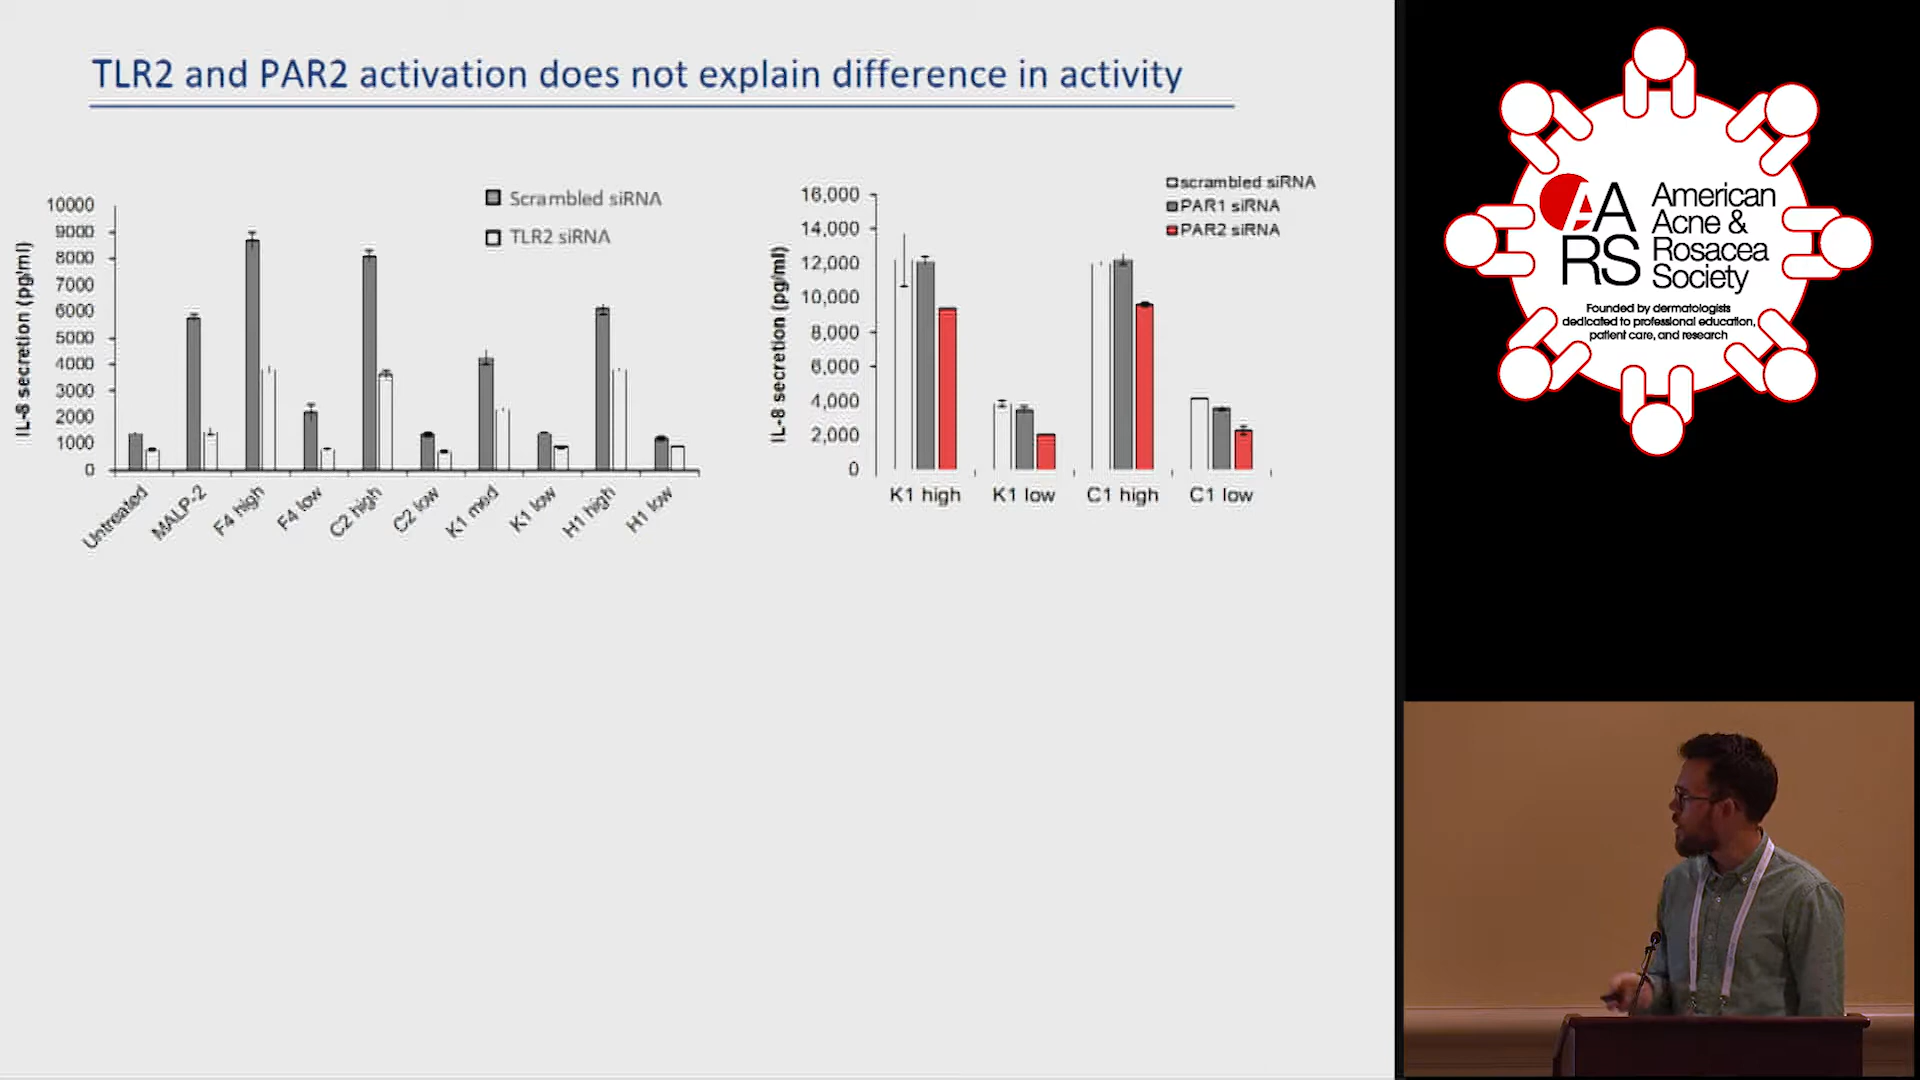 TLR2 and PAR2 activation does not explain difference in activity
IL-8 secretion (pg/ml)
10000
9000
8000
7000
6000
5000
4000
3000
2000
1000
0
Scrambled siRNA
TLR2 siRNA
Untreated
MALP-2
F4 high
F4 low
C2 high
C2 low
K1 med
K1 low
H1 high
H1 low
IL-8 secretion (pg/ml)
16,000
14,000
12,000
10,000
8,000
6,000
4,000
2,000
0
scrambled siRNA
PAR1 siRNA
PAR2 siRNA
K1 high
K1 low
C1 high
C1 low
AARS
American
Acne &
Rosacea
Society
Founded by dermatologists
dedicated to professional education,
patient care, and research